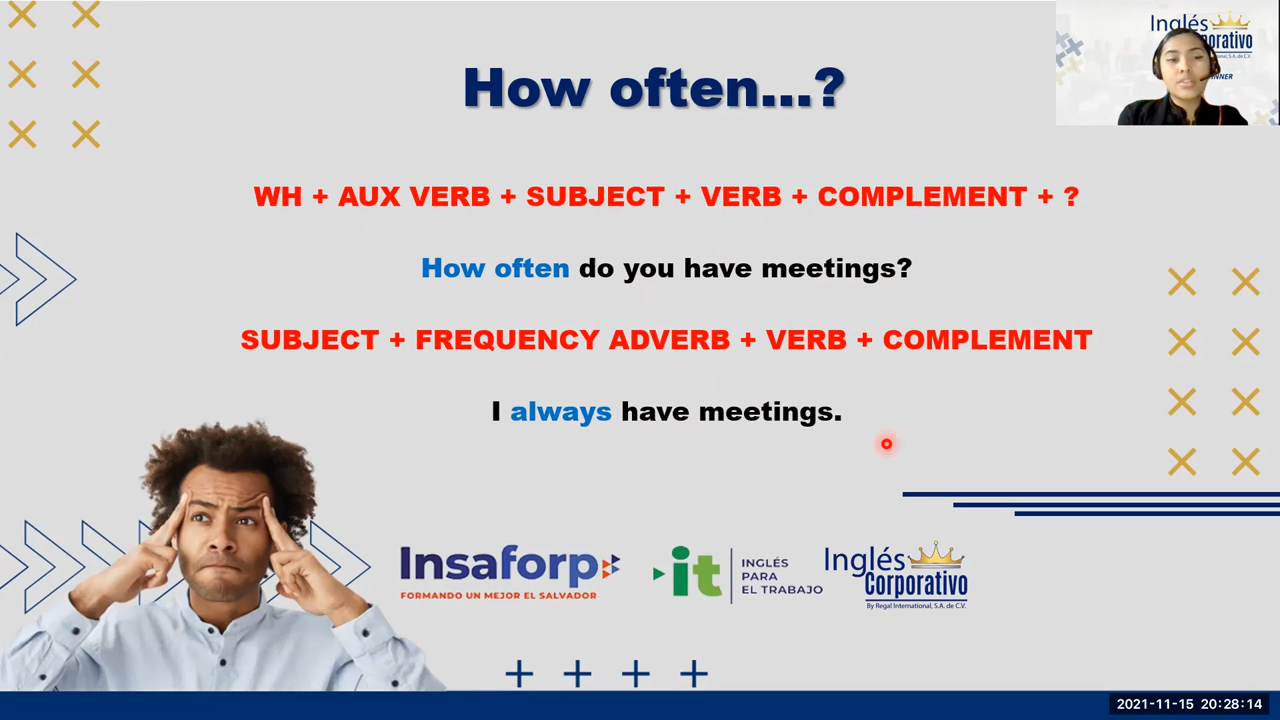 How often...?
WH + AUX VERB + SUBJECT + VERB + COMPLEMENT + ?
How often do you have meetings?
SUBJECT + FREQUENCY ADVERB + VERB + COMPLEMENT
I always have meetings.
Insaforp
FORMANDO UN MEJOR EL SALVADOR
it
INGLÉS
PARA
EL TRABAJO
Inglés
Corporativo
By Regal International, S.A. de C.V.
Inglés
porativo
2021-11-15 20:28:14